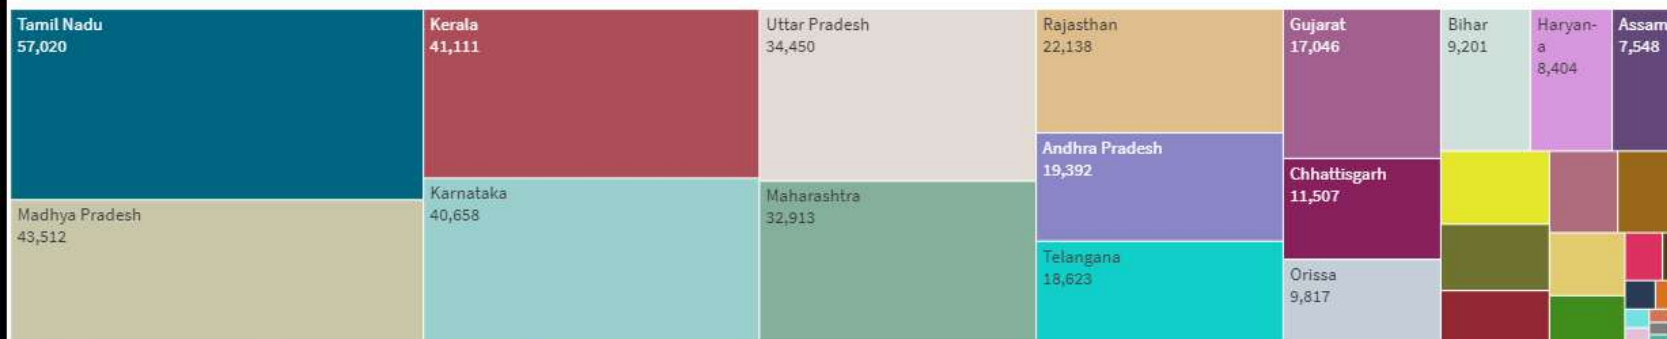 Tamil Nadu
57,020
Madhya Pradesh
43,512
Kerala
41,111
Karnataka
40,658
Uttar Pradesh
34,450
Maharashtra
32,913
Rajasthan
22,138
Andhra Pradesh
19,392
Telangana
18,623
Gujarat
17,046
Chhattisgarh
11,507
Orissa
9,817
Bihar
9,201
Haryan-
a
8,404
Assam
7,548